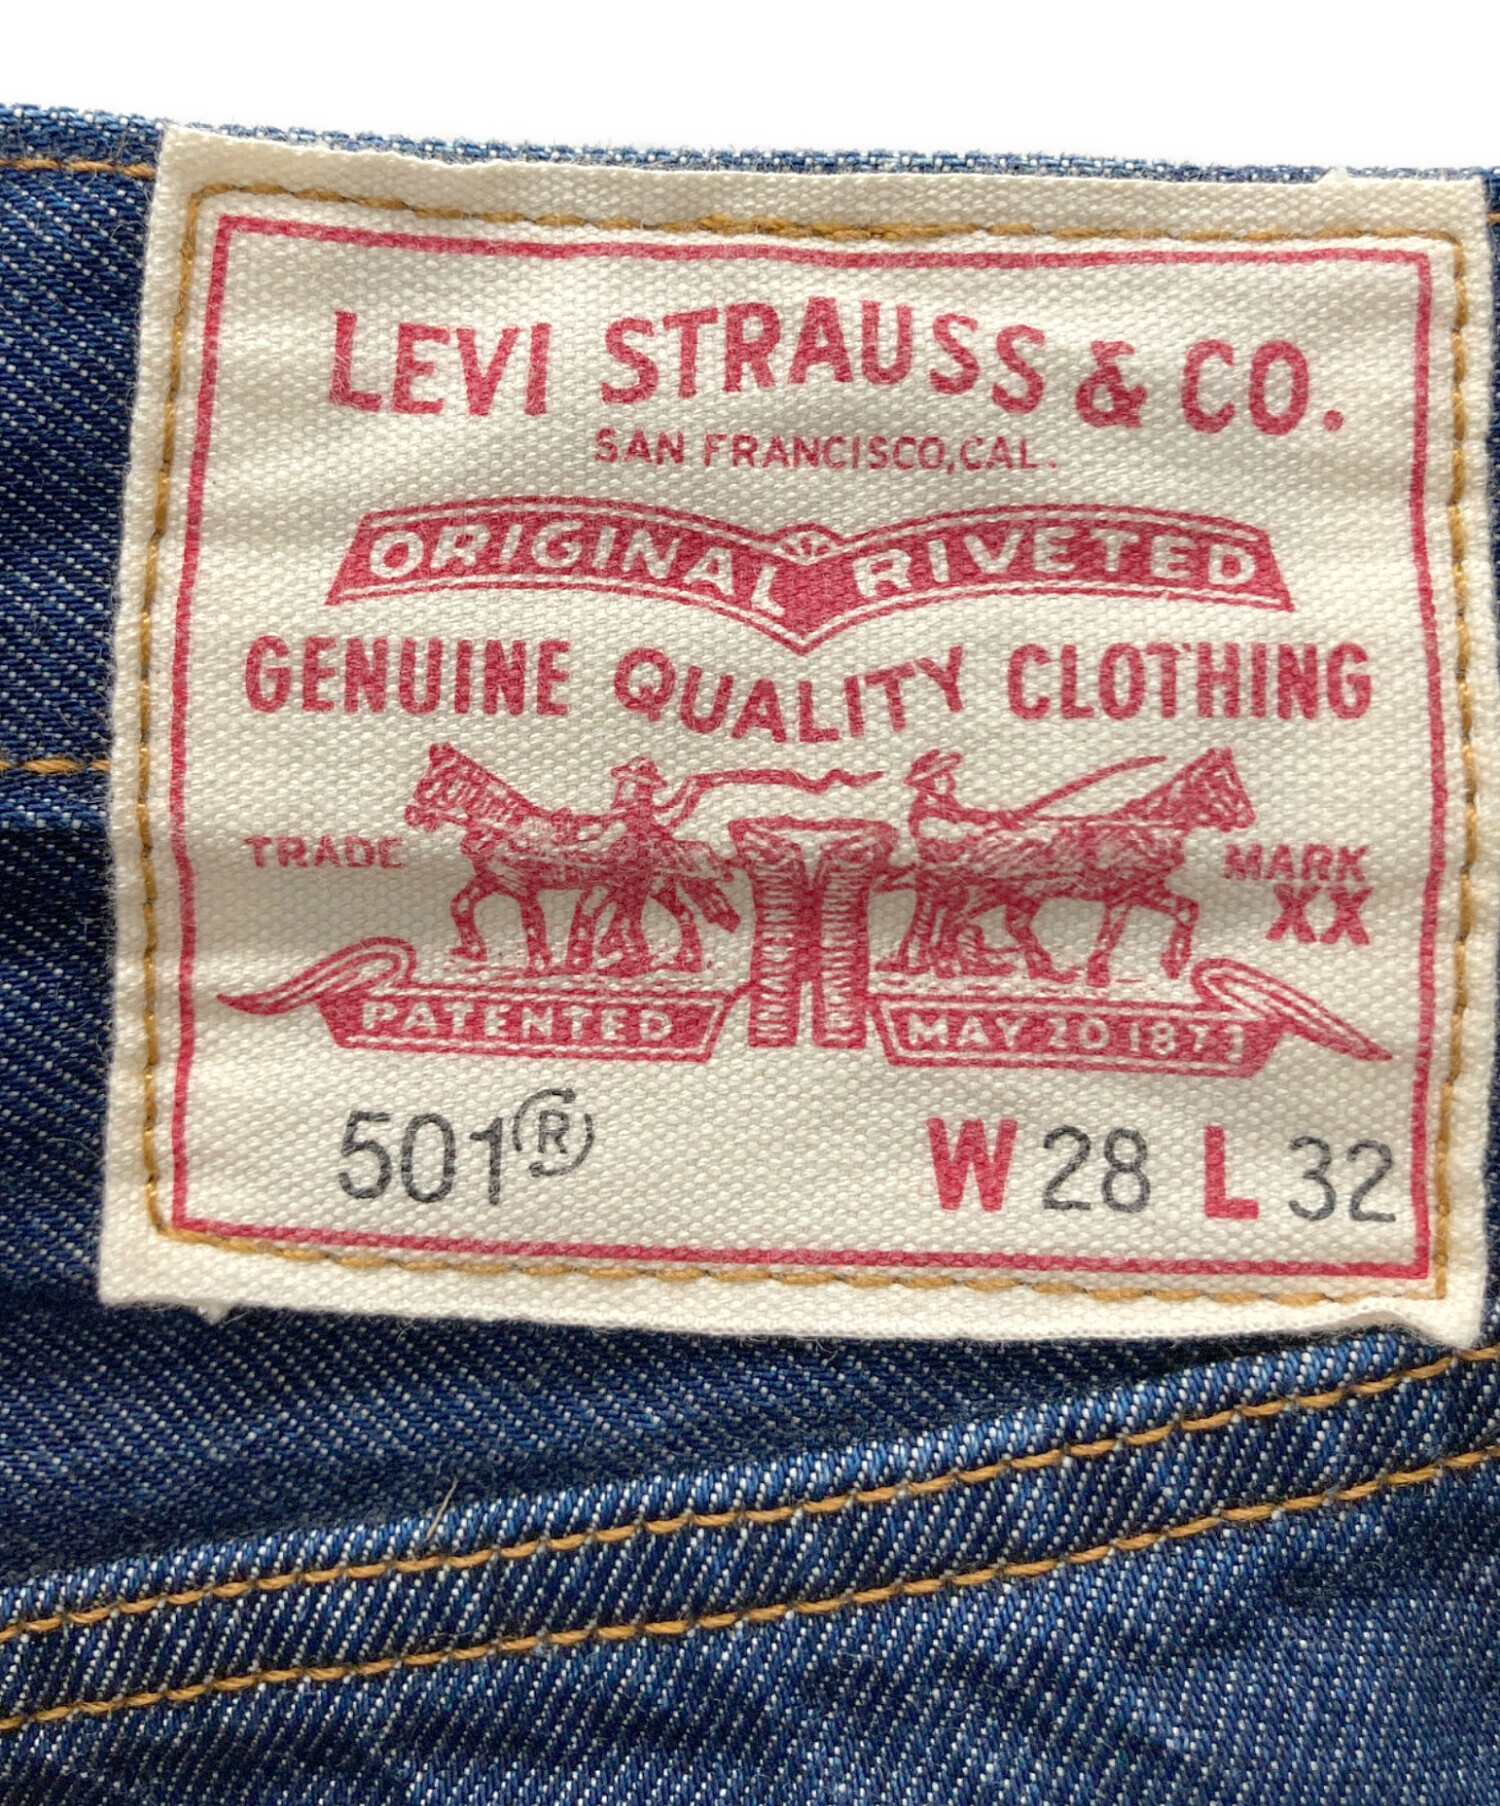 LEVI STRAUSS & CO.
SAN FRANCISCO, CAL.
ORIGINAL RIVETED
GENUINE QUALITY CLOTHING
TRADE MARK
XX
PATENTED MAY 20 1873
501® W 28 L 32